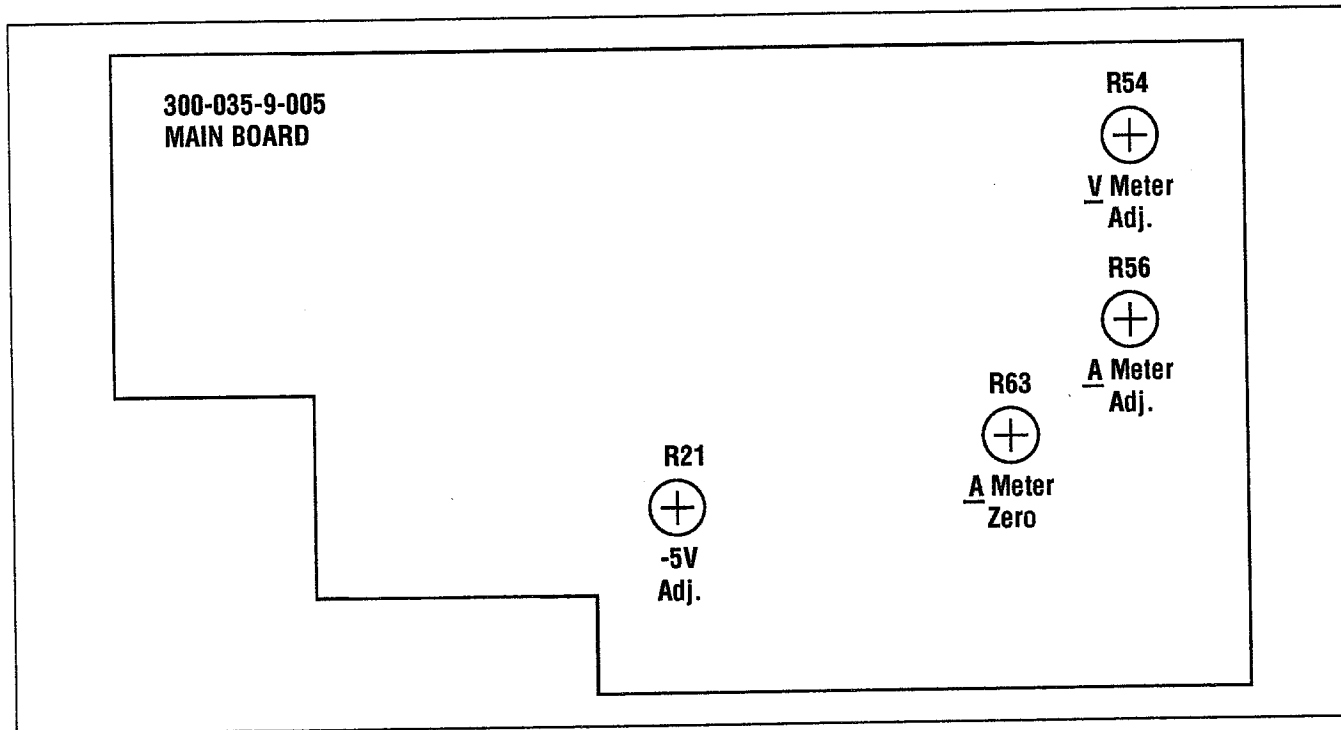 300-035-9-005
MAIN BOARD
R54
V Meter
Adj.
R56
A Meter
Adj.
R63
A Meter
Zero
R21
-5V
Adj.